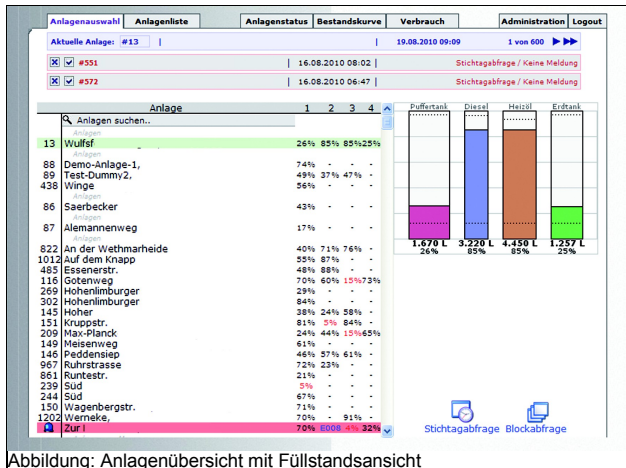 Anlagenauswahl Anlagenliste Anlagenstatus Bestandskurve Verbrauch Administration Logout
Aktuelle Anlage: #13 | | 19.08.2010 09:09 1 von 600
#551 | 16.08.2010 08:02 | Stichtagabfrage / Keine Meldung
#572 | 16.08.2010 06:47 | Stichtagabfrage / Keine Meldung
Anlage 1 2 3 4
Anlagen suchen..
Anlagen
13 Wulfsf 26% 85% 85% 25%
Anlagen
88 Demo-Anlage-1, 74% - - -
89 Test-Dummy2, 49% 37% 47% -
438 Winge 56% - - -
Anlagen
86 Saerbecker 43% - - -
Anlagen
87 Alemannenweg 17% - - -
Anlagen
822 An der Wethmarheide 40% 71% 76% -
1012 Auf dem Knapp 55% 87% - -
485 Essenerstr. 48% 88% - -
116 Gotenweg 70% 60% 15% 73%
269 Hohenlimburger 29% - - -
302 Hohenlimburger 84% - - -
145 Hoher 38% 24% 58% -
151 Kruppstr. 81% 5% 84% -
209 Max-Planck 24% 44% 15% 65%
149 Meisenweg 61% - - -
146 Peddensiep 46% 57% 61% -
967 Ruhrstrasse 72% 23% - -
861 Runtestr. 21% - - -
239 Süd 5% - - -
244 Süd 67% - - -
150 Wagenbergstr. 71% - - -
1202 Werneke, 70% - 91% -
Zur l 70% E008 4% 32%
Puffertank Diesel Heizöl Erdtank
1.670 L 3.220 L 4.450 L 1.257 L
26% 85% 85% 25%
Stichtagabfrage Blockabfrage
Abbildung: Anlagenübersicht mit Füllstandsansicht